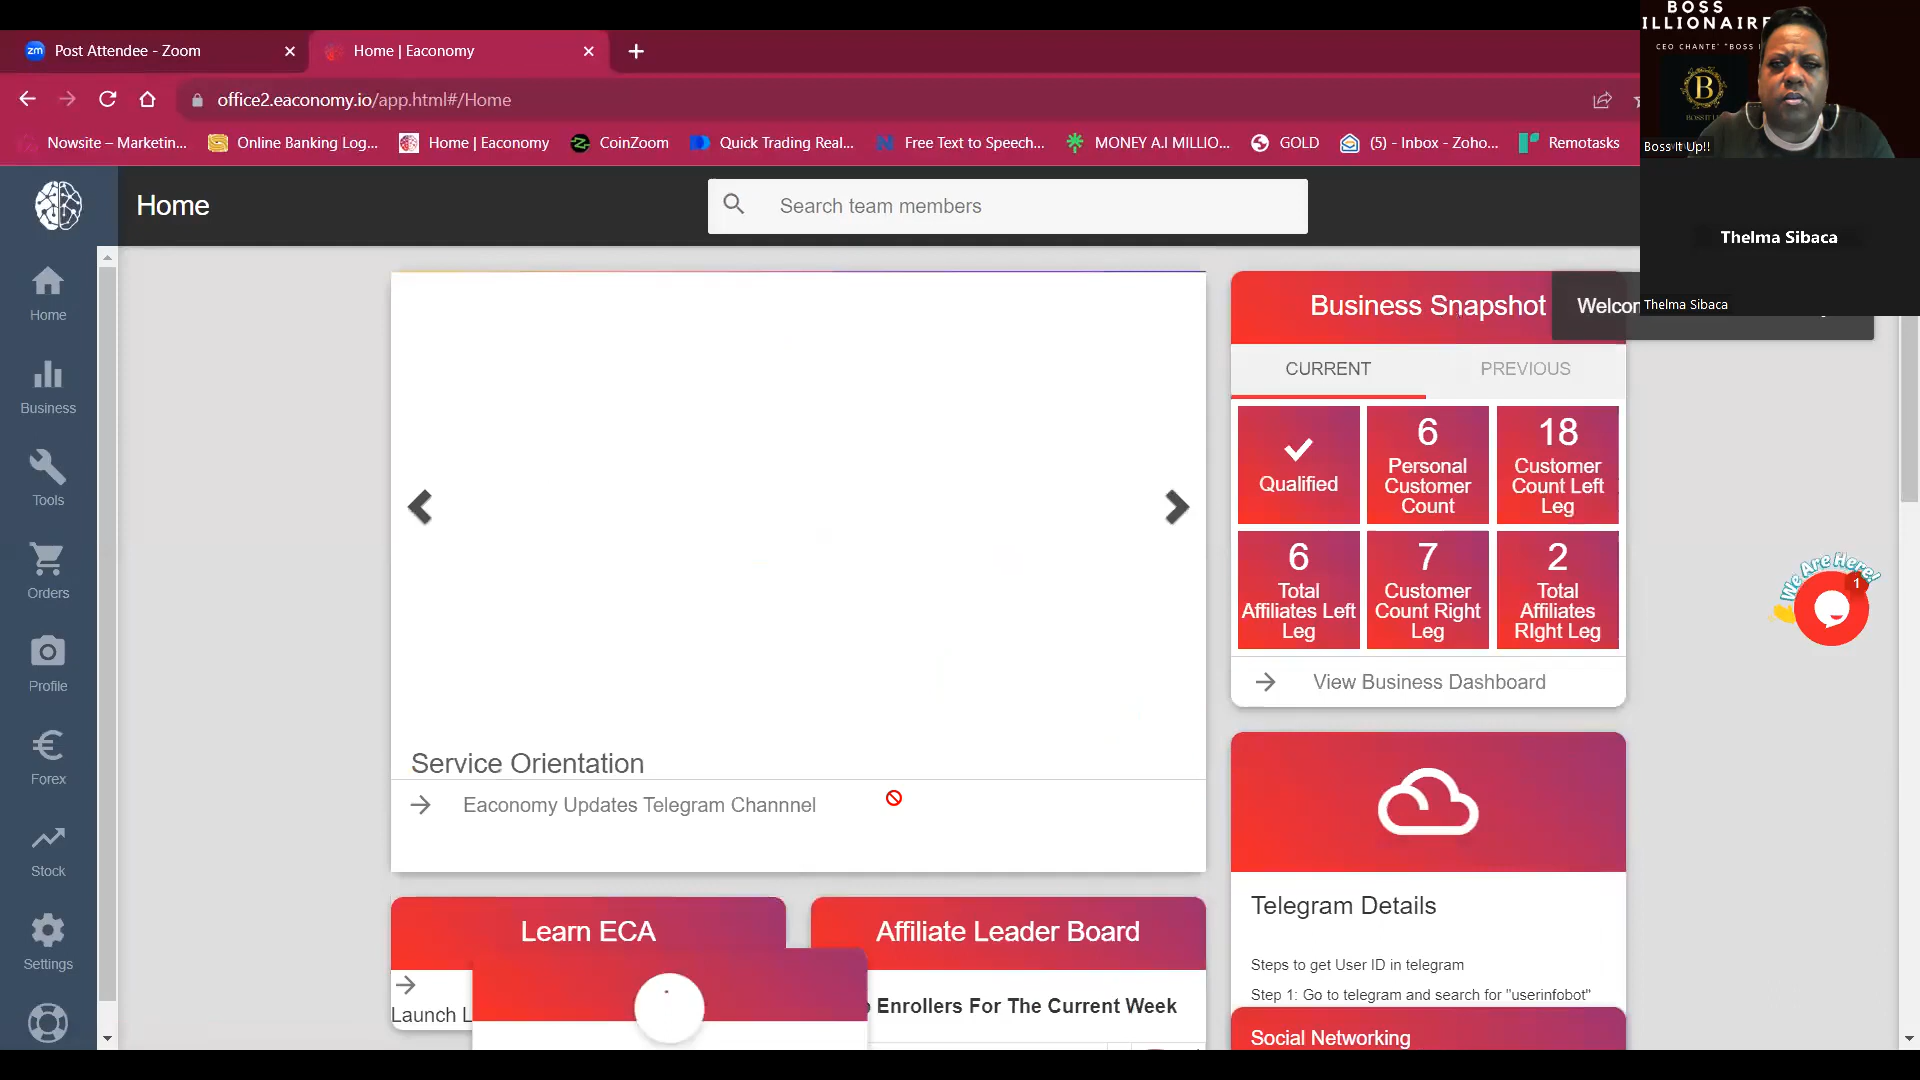 Post Attendee - Zoom
Home | Eaconomy
office2.eaconomy.io/app.html#/Home
Nowsite – Marketin...
Online Banking Log...
Home | Eaconomy
CoinZoom
Quick Trading Real...
Free Text to Speech...
MONEY A.I MILLIO...
GOLD
(5) - Inbox - Zoho...
Remotasks
BOSS
ILLIONAIRE
CEO CHANTE' "BOSS
B
Boss It Up!!
Thelma Sibaca
Thelma Sibaca
Home
Search team members
Home
Business
Tools
Orders
Profile
Forex
Stock
Settings
Service Orientation
Eaconomy Updates Telegram Channnel
Business Snapshot
CURRENT
PREVIOUS
Qualified
6
Personal
Customer
Count
18
Customer
Count Left
Leg
6
Total
Affiliates Left
Leg
7
Customer
Count Right
Leg
2
Total
Affiliates
RIght Leg
View Business Dashboard
We Are Here!
1
Learn ECA
Launch L
Affiliate Leader Board
Enrollers For The Current Week
Telegram Details
Steps to get User ID in telegram
Step 1: Go to telegram and search for "userinfobot"
Social Networking